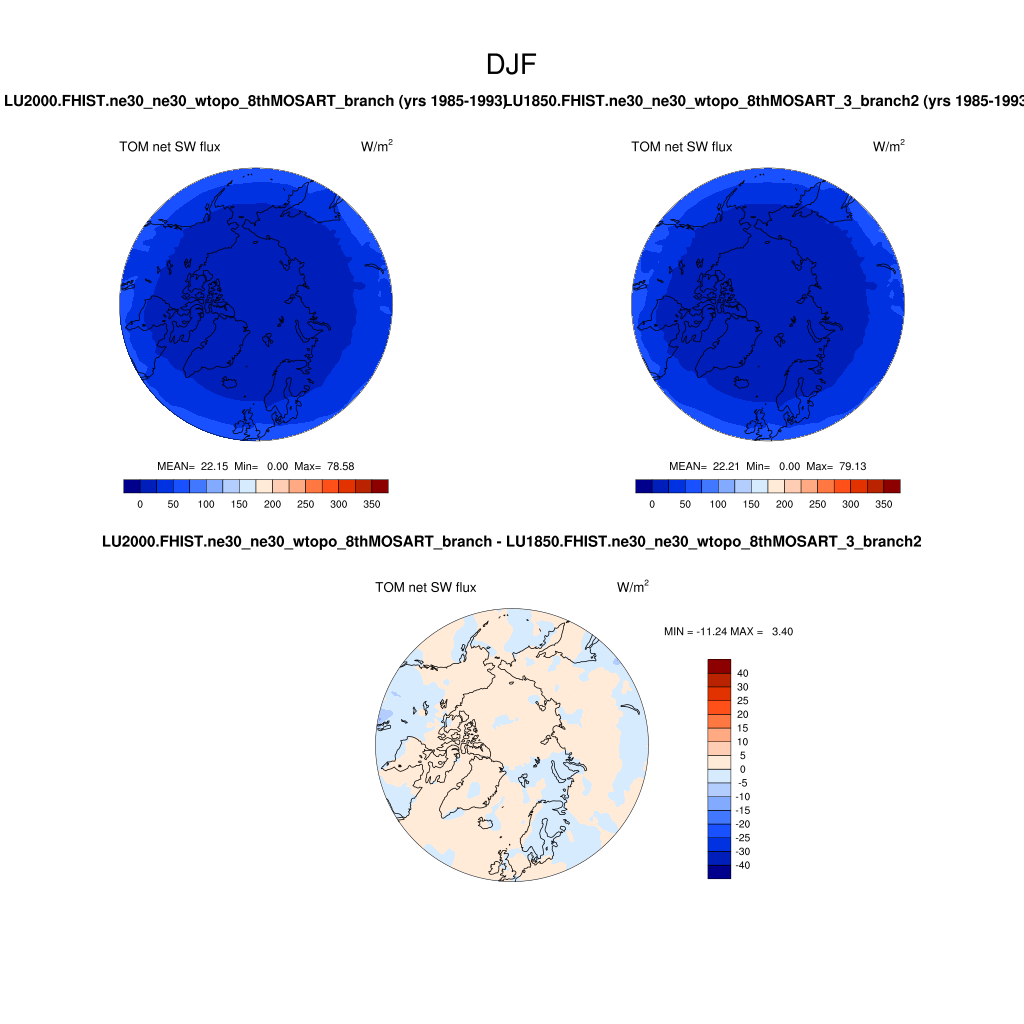 DJF
LU2000.FHIST.ne30_ne30_wtopo_8thMOSART_branch (yrs 1985-1993)
LU1850.FHIST.ne30_ne30_wtopo_8thMOSART_3_branch2 (yrs 1985-1993
TOM net SW flux W/m²
TOM net SW flux W/m²
MEAN= 22.15 Min= 0.00 Max= 78.58
MEAN= 22.21 Min= 0.00 Max= 79.13
0 50 100 150 200 250 300 350
0 50 100 150 200 250 300 350
LU2000.FHIST.ne30_ne30_wtopo_8thMOSART_branch - LU1850.FHIST.ne30_ne30_wtopo_8thMOSART_3_branch2
TOM net SW flux W/m²
MIN = -11.24 MAX = 3.40
40
30
25
20
15
10
5
0
-5
-10
-15
-20
-25
-30
-40